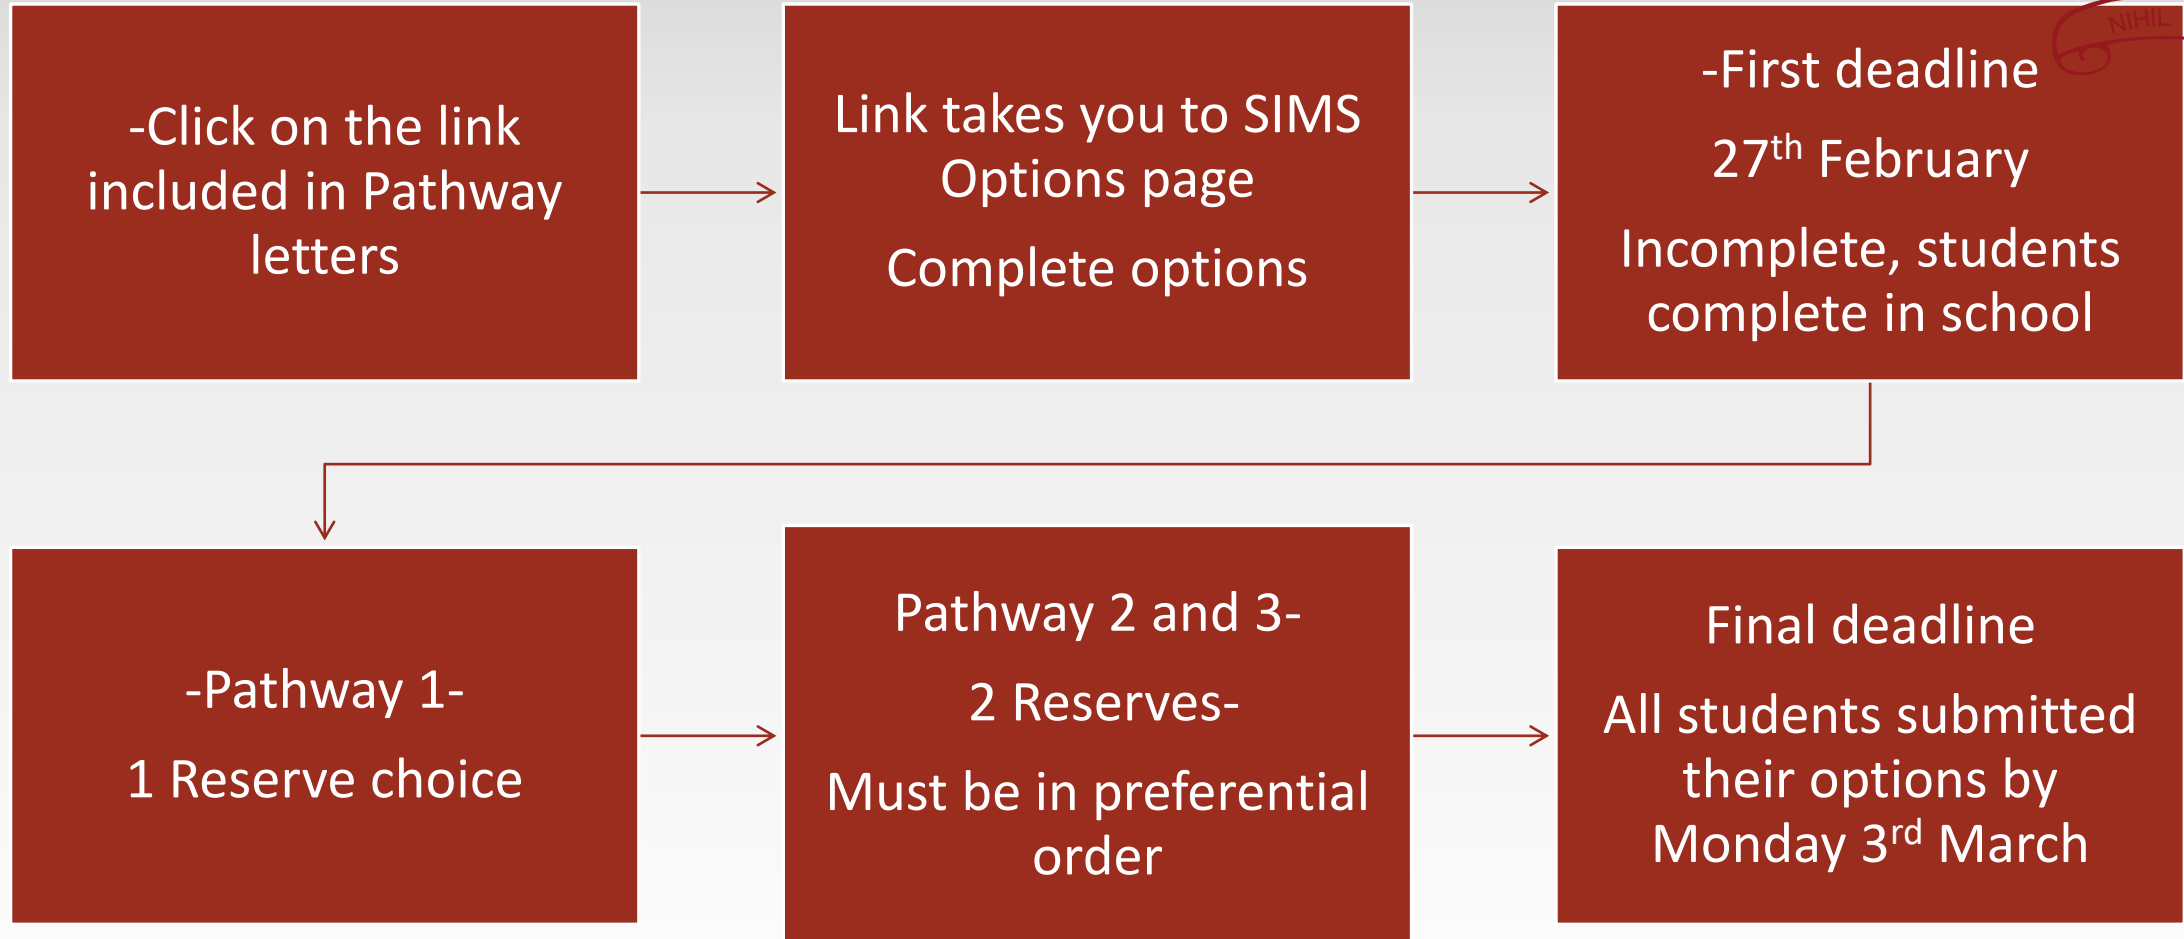 -Click on the link
included in Pathway
letters
Link takes you to SIMS
Options page
Complete options
NIHIL
-First deadline
27th February
Incomplete, students
complete in school
-Pathway 1-
1 Reserve choice
Pathway 2 and 3-
2 Reserves-
Must be in preferential
order
Final deadline
All students submitted
their options by
Monday 3rd March